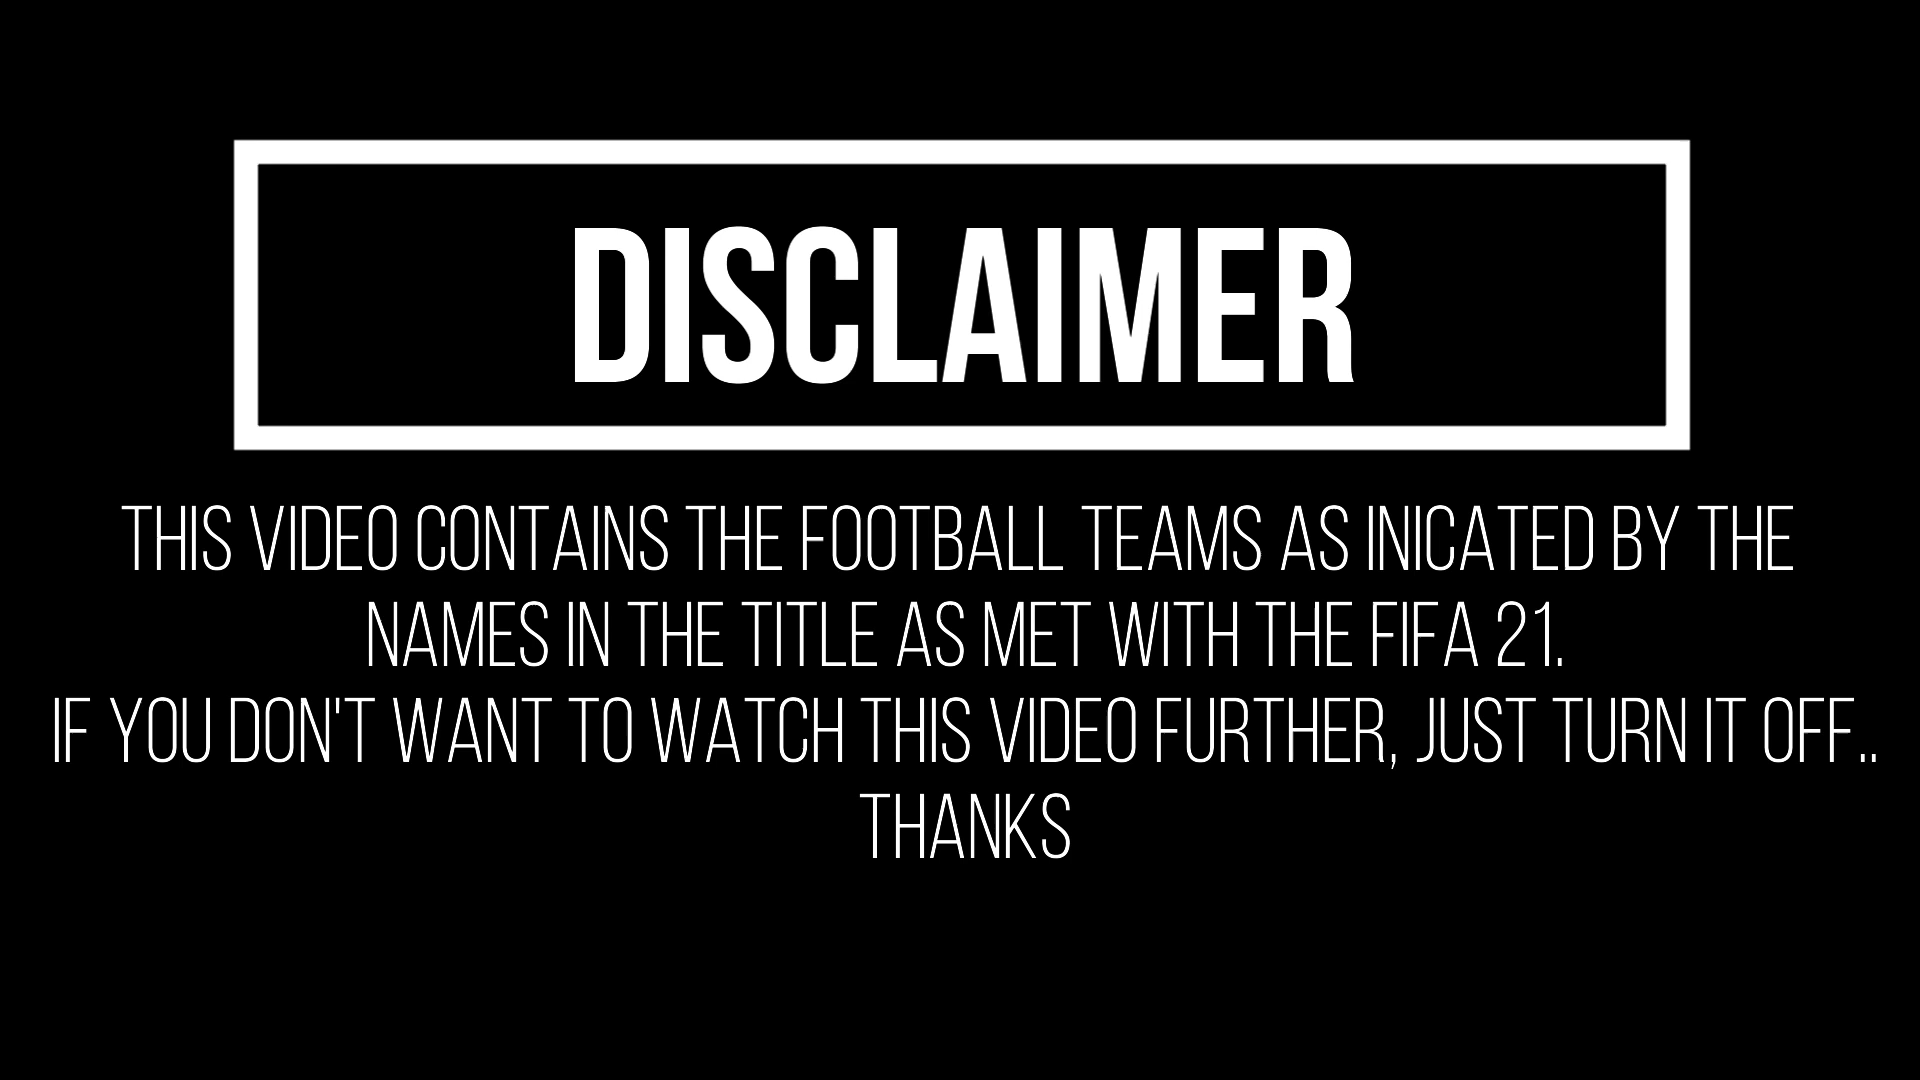 DISCLAIMER
THIS VIDEO CONTAINS THE FOOTBALL TEAMS AS INICATED BY THE
NAMES IN THE TITLE AS MET WITH THE FIFA 21.
IF YOU DON'T WANT TO WATCH THIS VIDEO FURTHER, JUST TURN IT OFF..
THANKS